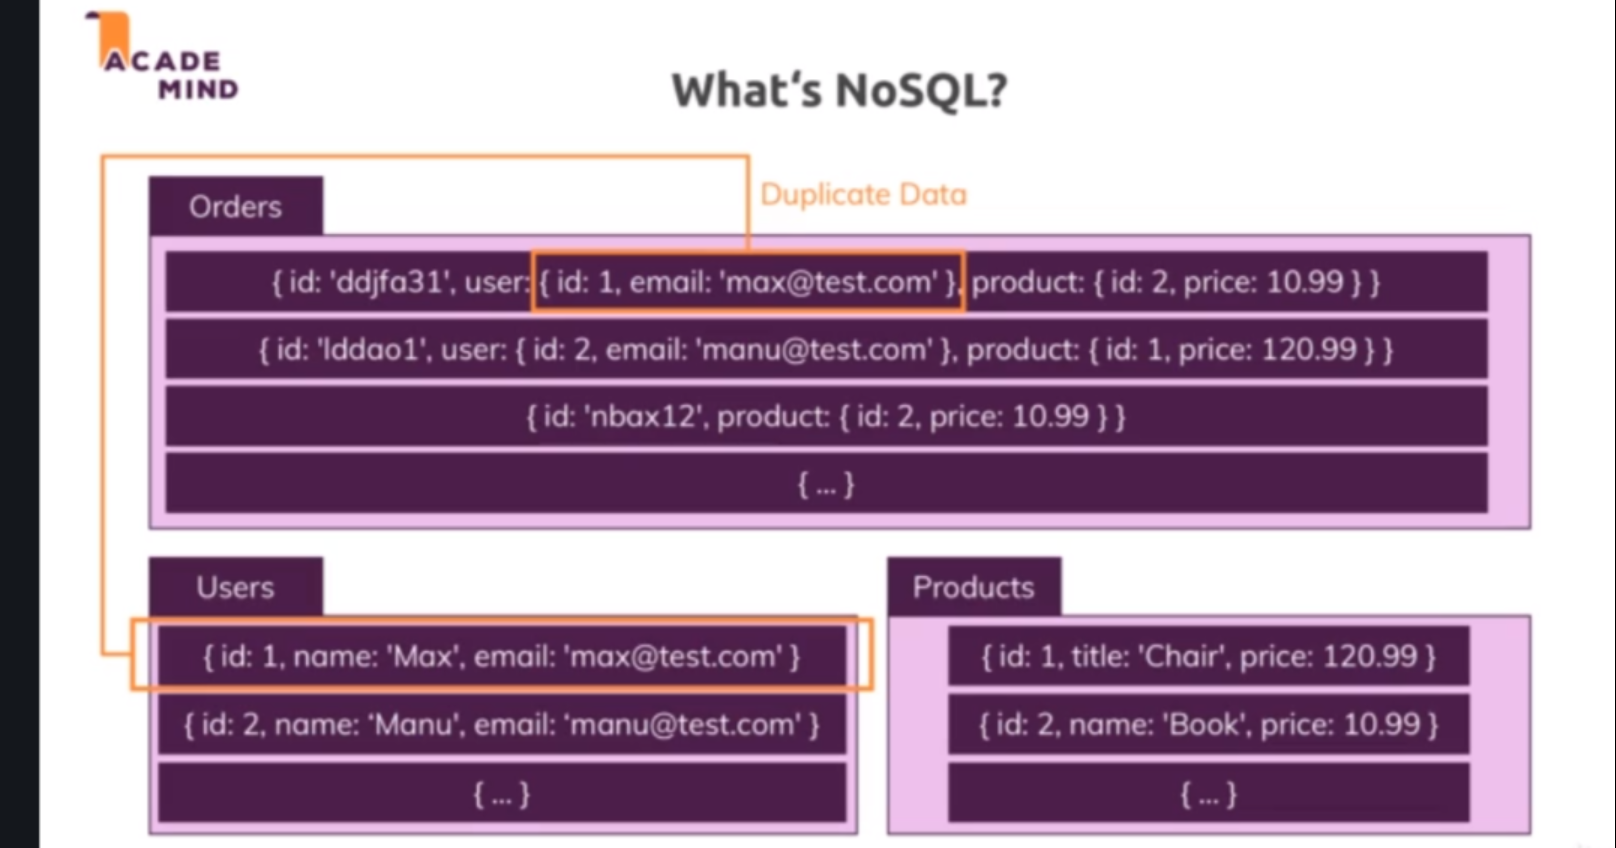 ACADE
MIND
What‘s NoSQL?
Duplicate Data
Orders
{ id: 'ddjfa31', user: { id: 1, email: 'max@test.com' }, product: { id: 2, price: 10.99 } }
{ id: 'lddao1', user: { id: 2, email: 'manu@test.com' }, product: { id: 1, price: 120.99 } }
{ id: 'nbax12', product: { id: 2, price: 10.99 } }
{ ... }
Users
{ id: 1, name: 'Max', email: 'max@test.com' }
{ id: 2, name: ‘Manu', email: ‘manu@test.com' }
{ ... }
Products
{ id: 1, title: 'Chair', price: 120.99 }
{ id: 2, name: 'Book', price: 10.99 }
{ ... }